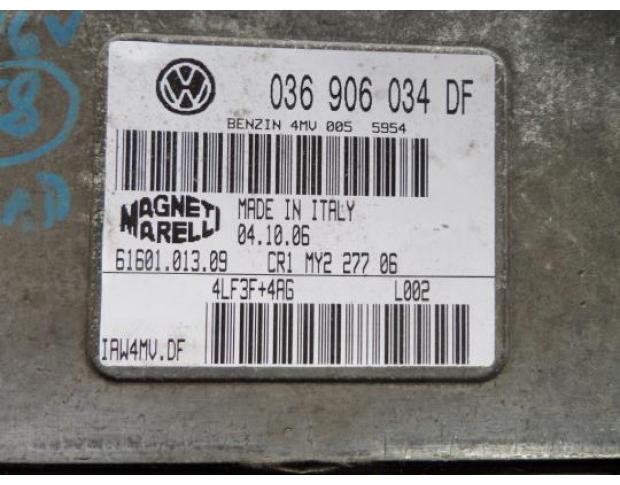 036 906 034 DF
BENZIN 4MV 005 5954
MAGNETI MARELLI
MADE IN ITALY
04.10.06
61601.013.09 CR1 MY2 277 06
4LF3F+4AG L002
IAW4MV.DF